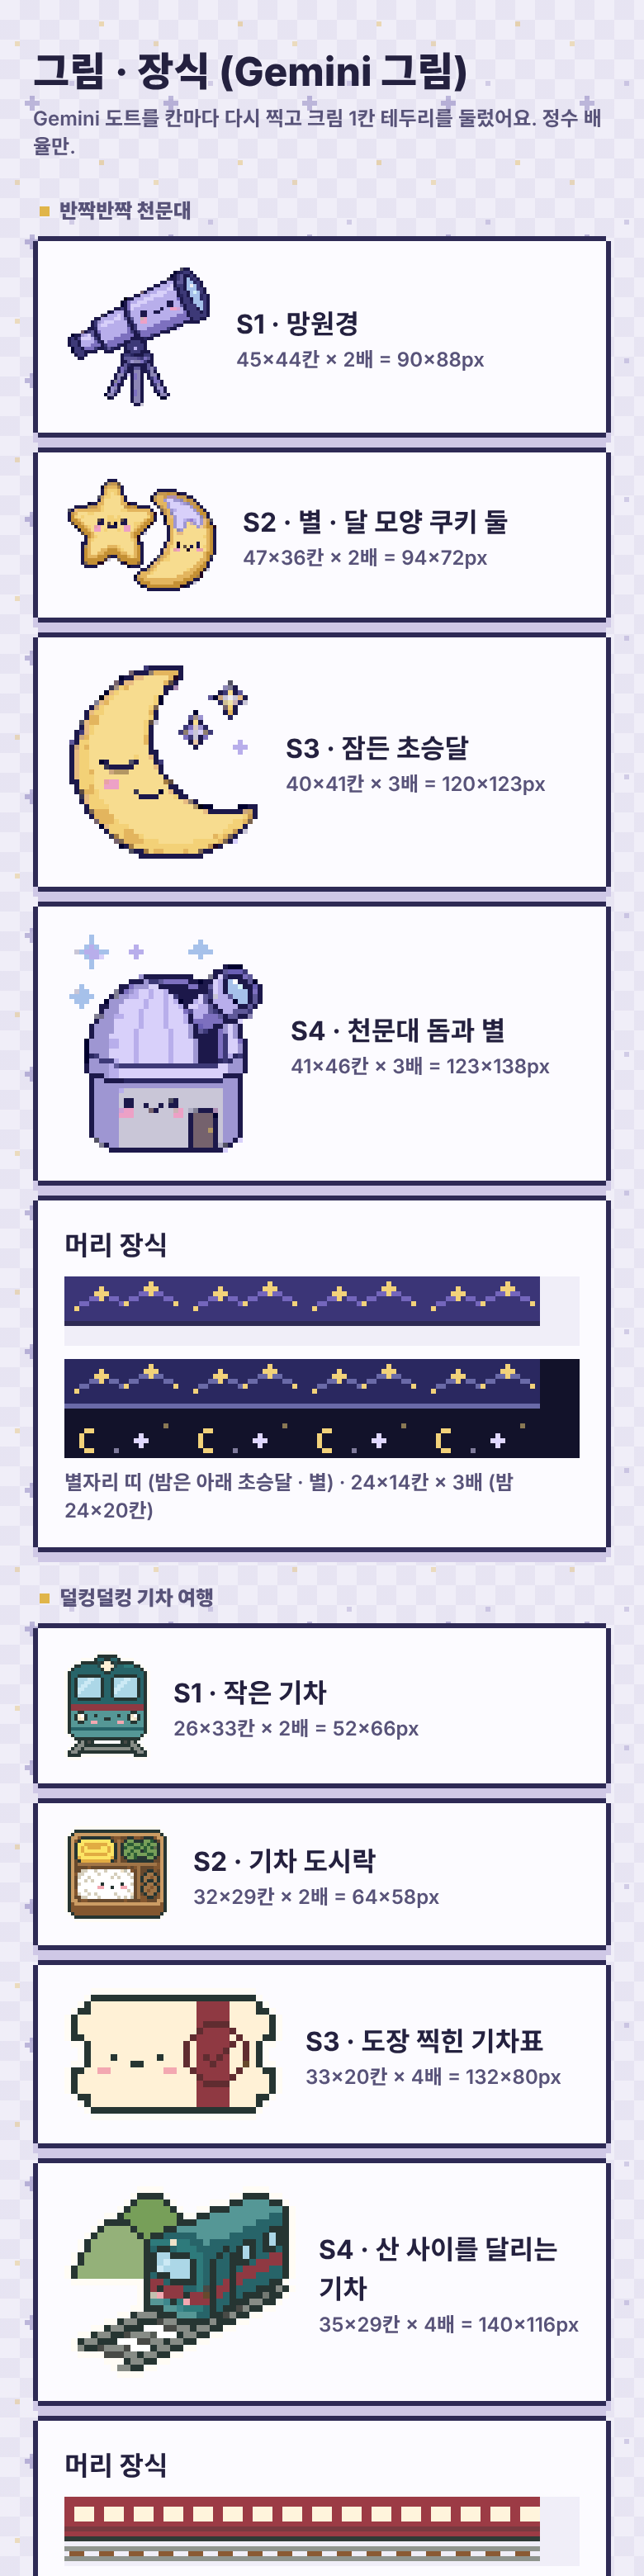 그림 · 장식 (Gemini 그림)
Gemini 도트를 칸마다 다시 찍고 크림 1칸 테두리를 둘렀어요. 정수 배
율만.
반짝반짝 천문대
S1 · 망원경
45×44칸 × 2배 = 90×88px
S2 · 별 · 달 모양 쿠키 둘
47×36칸 × 2배 = 94×72px
S3 · 잠든 초승달
40×41칸 × 3배 = 120×123px
S4 · 천문대 돔과 별
41×46칸 × 3배 = 123×138px
머리 장식
별자리 띠 (밤은 아래 초승달 · 별) · 24×14칸 × 3배 (밤
24×20칸)
덜컹덜컹 기차 여행
S1 · 작은 기차
26×33칸 × 2배 = 52×66px
S2 · 기차 도시락
32×29칸 × 2배 = 64×58px
S3 · 도장 찍힌 기차표
33×20칸 × 4배 = 132×80px
S4 · 산 사이를 달리는
기차
35×29칸 × 4배 = 140×116px
머리 장식